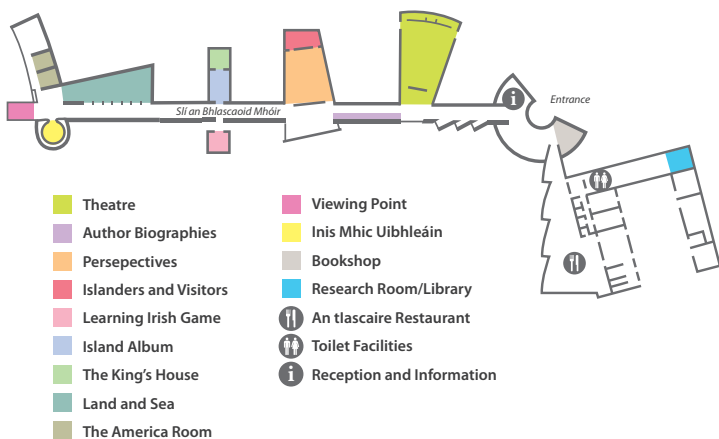 Entrance
Slí an Bhlascaoid Mhóir
Theatre
Author Biographies
Persepectives
Islanders and Visitors
Learning Irish Game
Island Album
The King's House
Land and Sea
The America Room
Viewing Point
Inis Mhic Uibhleáin
Bookshop
Research Room/Library
An tIascaire Restaurant
Toilet Facilities
Reception and Information